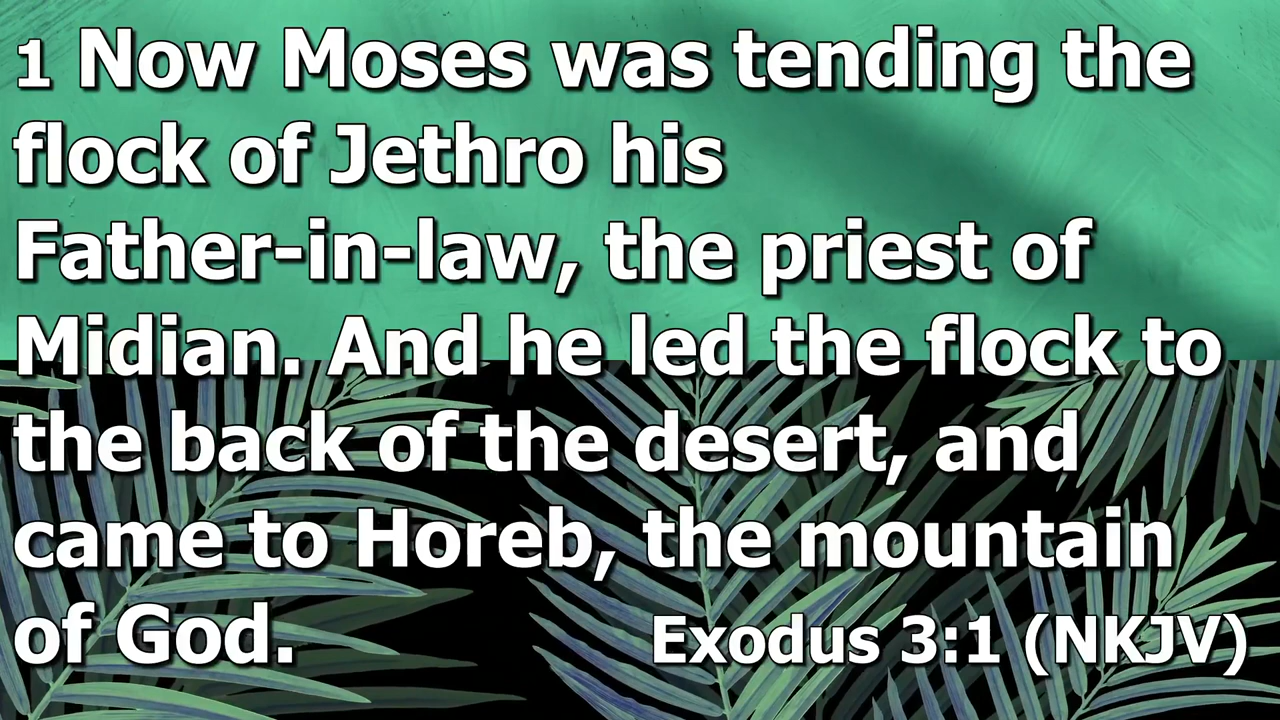 1 Now Moses was tending the
flock of Jethro his
Father-in-law, the priest of
Midian. And he led the flock to
the back of the desert, and
came to Horeb, the mountain
of God. Exodus 3:1 (NKJV)